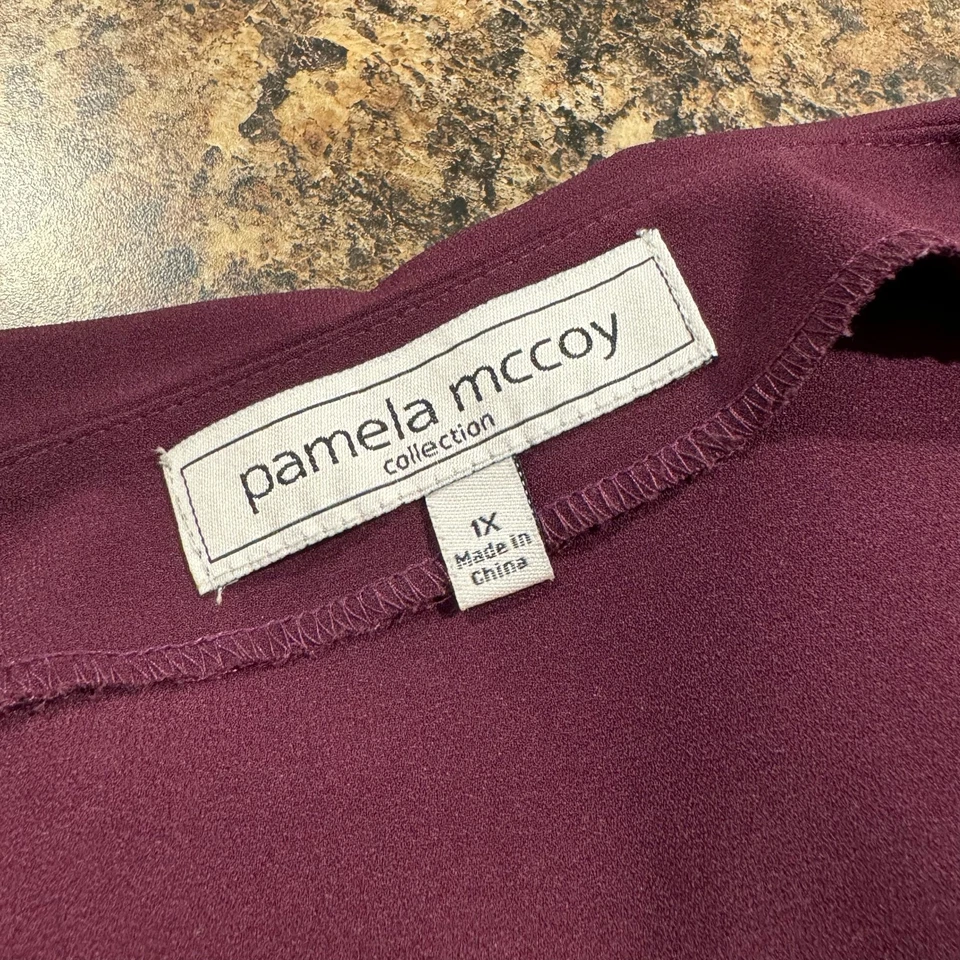 pamela mccoy
collection
1X
Made in
China